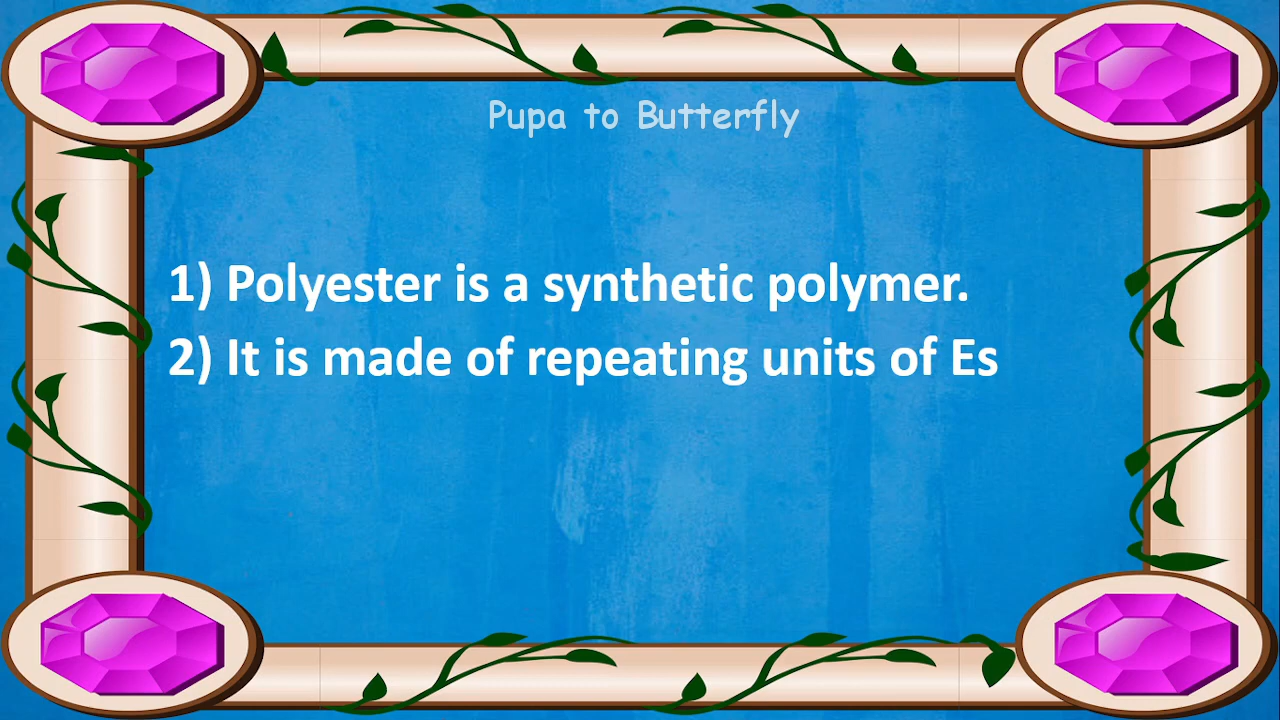 Pupa to Butterfly
1) Polyester is a synthetic polymer.
2) It is made of repeating units of Es